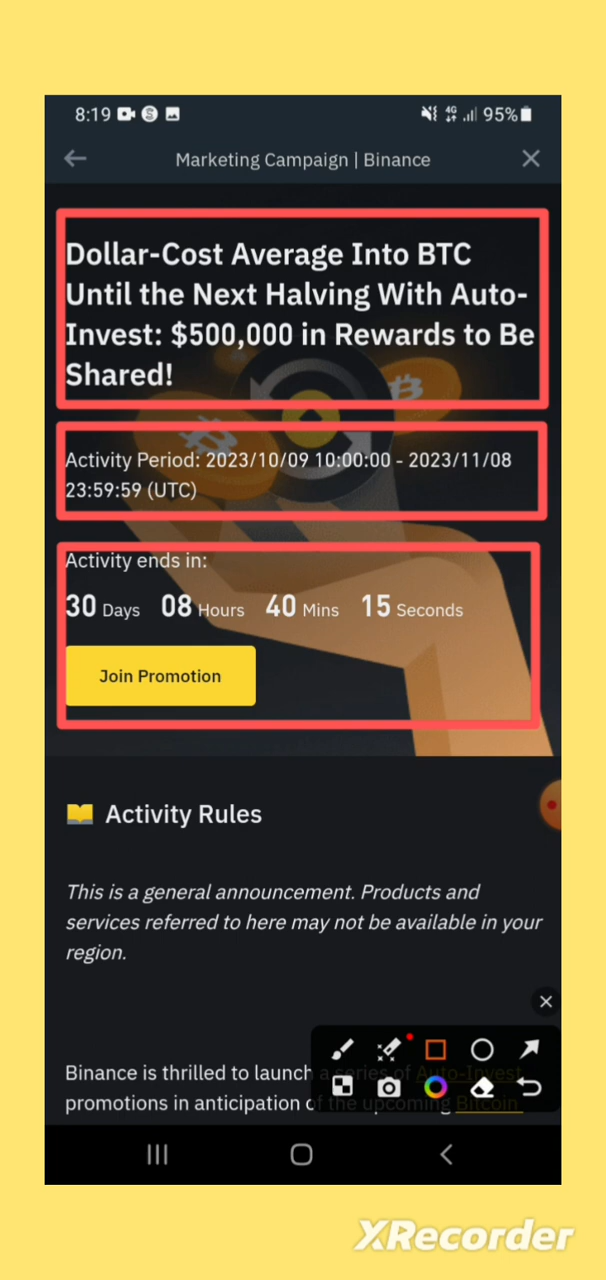 8:19
4G
95%
Marketing Campaign | Binance
Dollar-Cost Average Into BTC
Until the Next Halving With Auto-
Invest: $500,000 in Rewards to Be
Shared!
Activity Period: 2023/10/09 10:00:00 - 2023/11/08
23:59:59 (UTC)
Activity ends in:
30 Days 08 Hours 40 Mins 15 Seconds
Join Promotion
Activity Rules
This is a general announcement. Products and
services referred to here may not be available in your
region.
Binance is thrilled to launch a series of Auto-Invest
promotions in anticipation of the upcoming Bitcoin
XRecorder